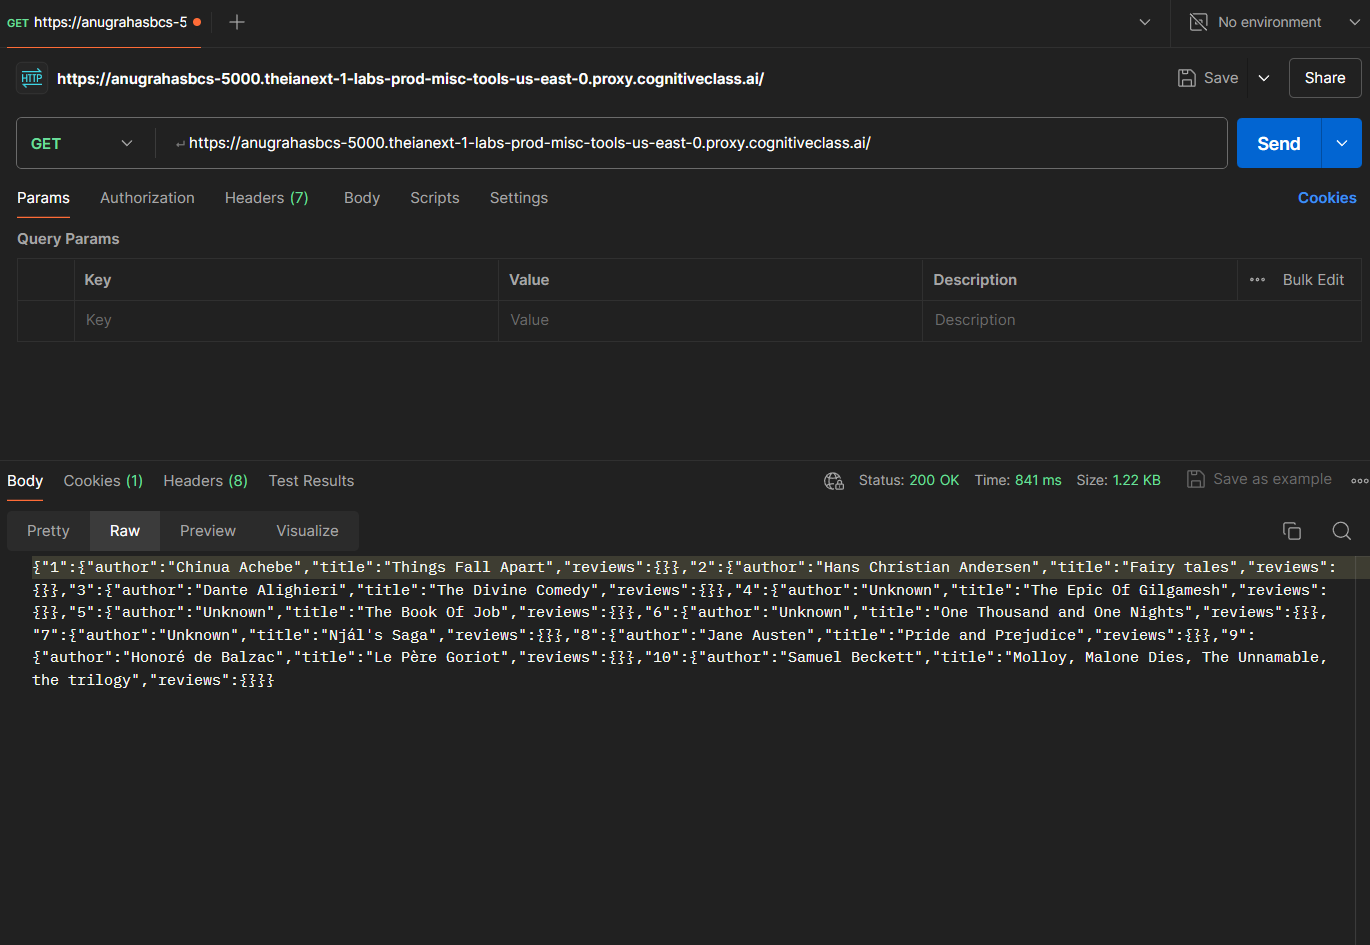 GET https://anugrahasbcs-5
No environment
HTTP https://anugrahasbcs-5000.theianext-1-labs-prod-misc-tools-us-east-0.proxy.cognitiveclass.ai/
Save
Share
GET
↵ https://anugrahasbcs-5000.theianext-1-labs-prod-misc-tools-us-east-0.proxy.cognitiveclass.ai/
Send
Params Authorization Headers (7) Body Scripts Settings Cookies
Query Params
Key Value Description ••• Bulk Edit
Key Value Description
Body Cookies (1) Headers (8) Test Results Status: 200 OK Time: 841 ms Size: 1.22 KB Save as example
Pretty Raw Preview Visualize
{"1":{"author":"Chinua Achebe","title":"Things Fall Apart","reviews":{}},"2":{"author":"Hans Christian Andersen","title":"Fairy tales","reviews":
{}},"3":{"author":"Dante Alighieri","title":"The Divine Comedy","reviews":{}},"4":{"author":"Unknown","title":"The Epic Of Gilgamesh","reviews":
{}},"5":{"author":"Unknown","title":"The Book Of Job","reviews":{}},"6":{"author":"Unknown","title":"One Thousand and One Nights","reviews":{}},
"7":{"author":"Unknown","title":"Njál's Saga","reviews":{}},"8":{"author":"Jane Austen","title":"Pride and Prejudice","reviews":{}},"9":
{"author":"Honoré de Balzac","title":"Le Père Goriot","reviews":{}},"10":{"author":"Samuel Beckett","title":"Molloy, Malone Dies, The Unnamable,
the trilogy","reviews":{}}}